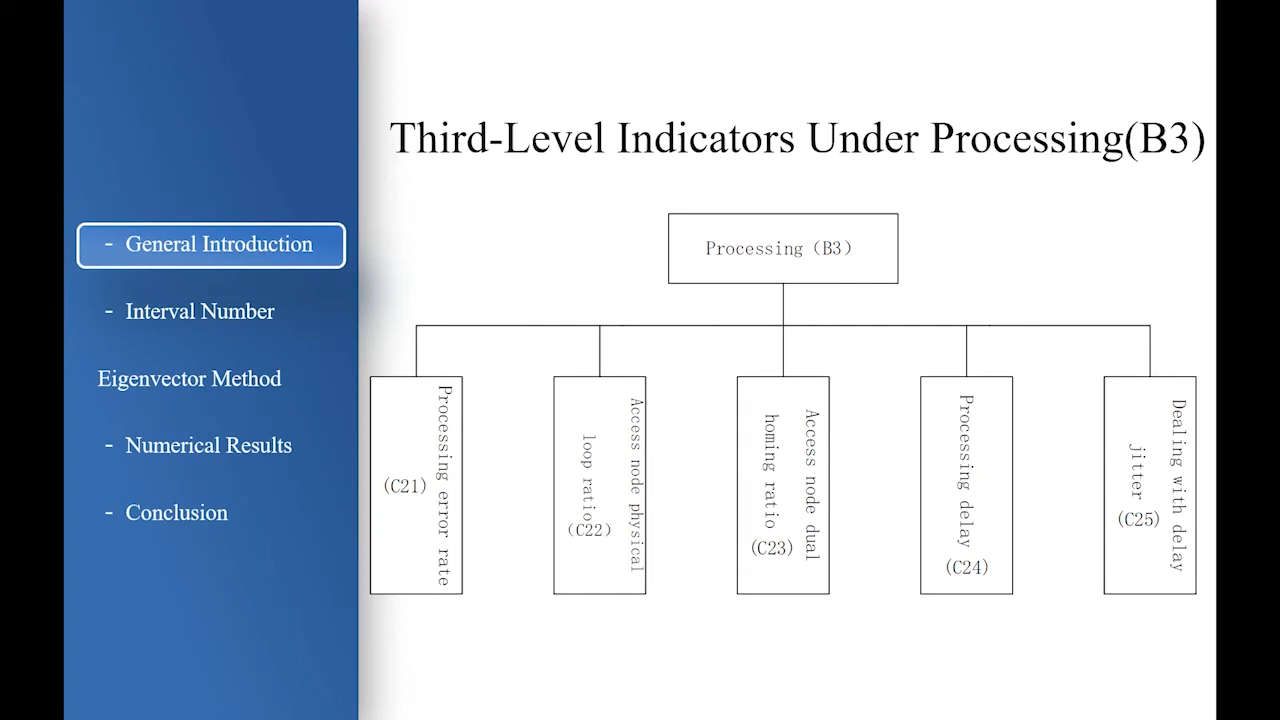 Third-Level Indicators Under Processing(B3)
- General Introduction
- Interval Number
Eigenvector Method
- Numerical Results
- Conclusion
Processing（B3）
Processing error rate
(C21)
Access node physical
loop ratio
(C22)
Access node dual
homing ratio
(C23)
Processing delay
(C24)
Dealing with delay
jitter
(C25)